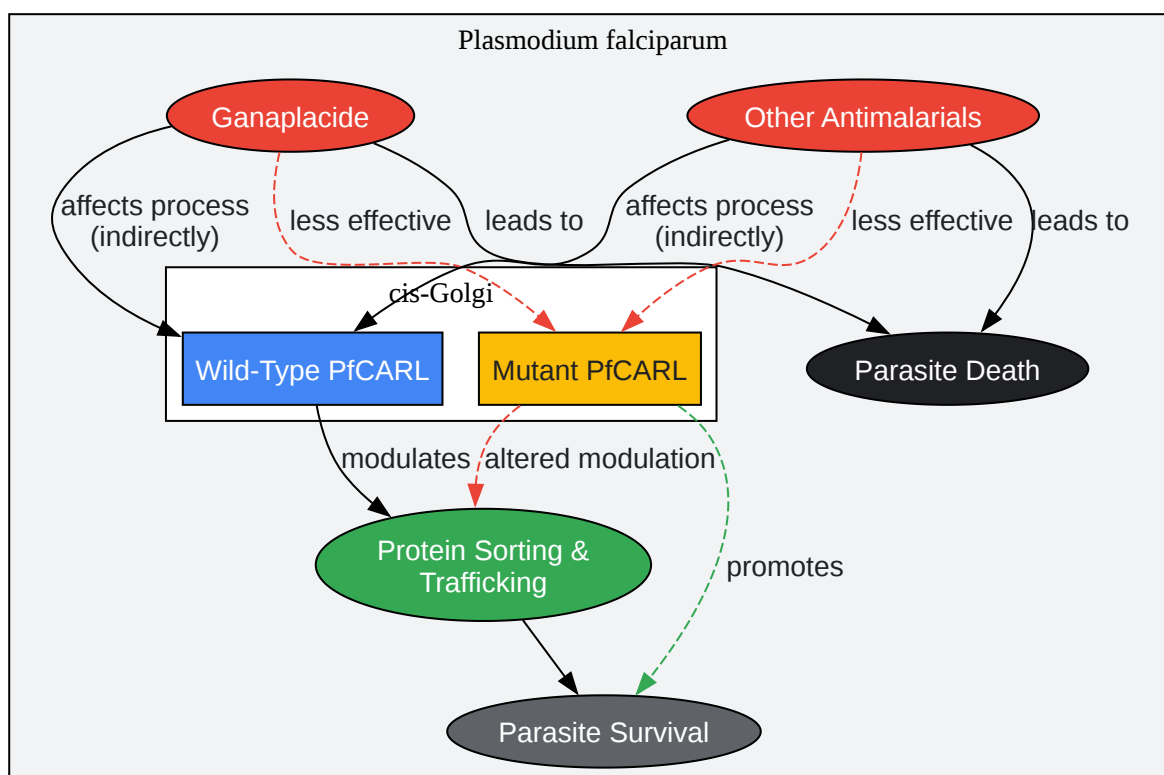 Plasmodium falciparum
Ganaplacide
Other Antimalarials
affects process
(indirectly)
less effective
leads to
affects process
(indirectly)
less effective
leads to
cis-Golgi
Wild-Type PfCARL
Mutant PfCARL
Parasite Death
modulates
altered modulation
Protein Sorting &
Trafficking
promotes
Parasite Survival